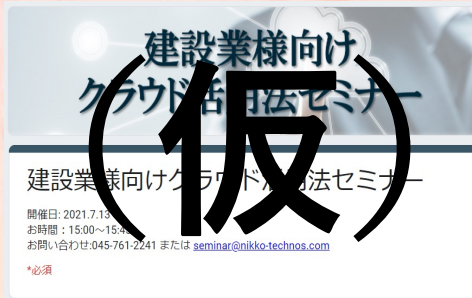 建設業様向け
クラウド活用法セミナー
(仮)
建設業様向けクラウド活用法セミナー
開催日: 2021.7.13
お時間：15:00～15:45
お問い合わせ:045-761-2241 または seminar@nikko-technos.com
*必須